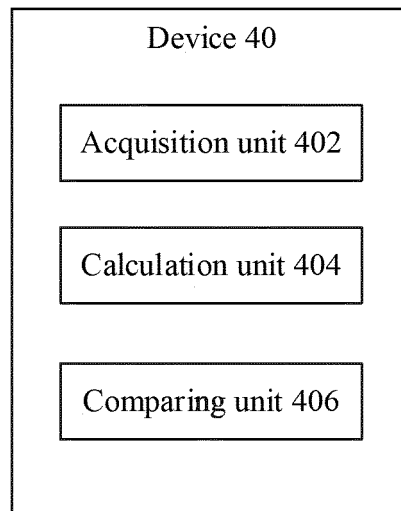 Device 40
Acquisition unit 402
Calculation unit 404
Comparing unit 406